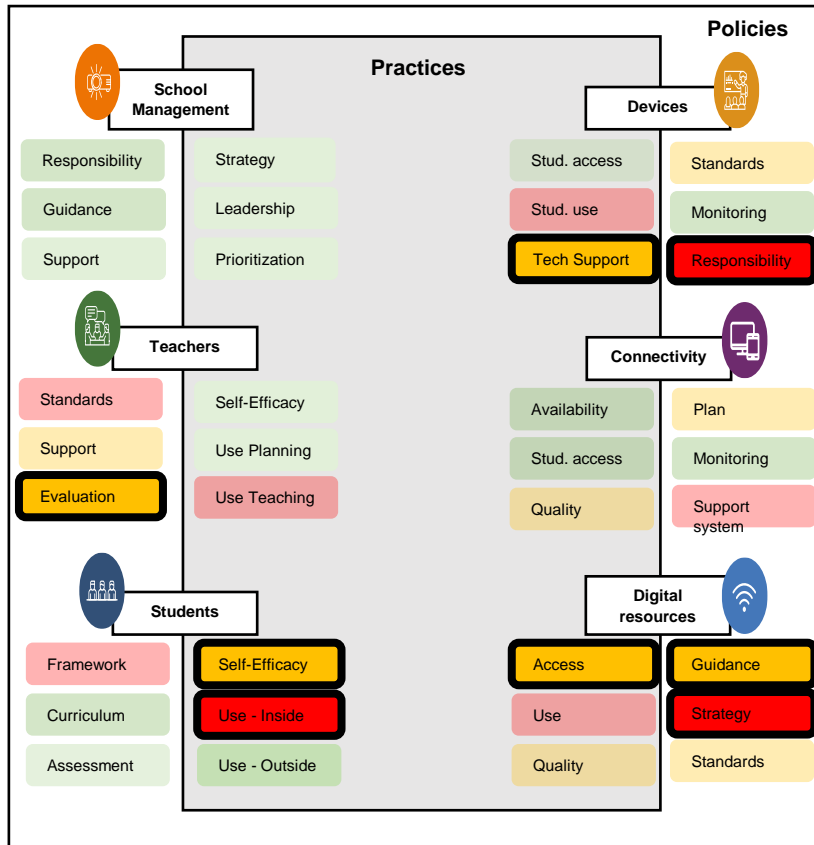 Policies
Practices
School
Management
Responsibility
Guidance
Support
Strategy
Leadership
Prioritization
Devices
Stud. access
Stud. use
Tech Support
Standards
Monitoring
Responsibility
Teachers
Standards
Support
Evaluation
Self-Efficacy
Use Planning
Use Teaching
Connectivity
Availability
Stud. access
Quality
Plan
Monitoring
Support
system
Students
Framework
Curriculum
Assessment
Self-Efficacy
Use - Inside
Use - Outside
Digital
resources
Access
Use
Quality
Guidance
Strategy
Standards